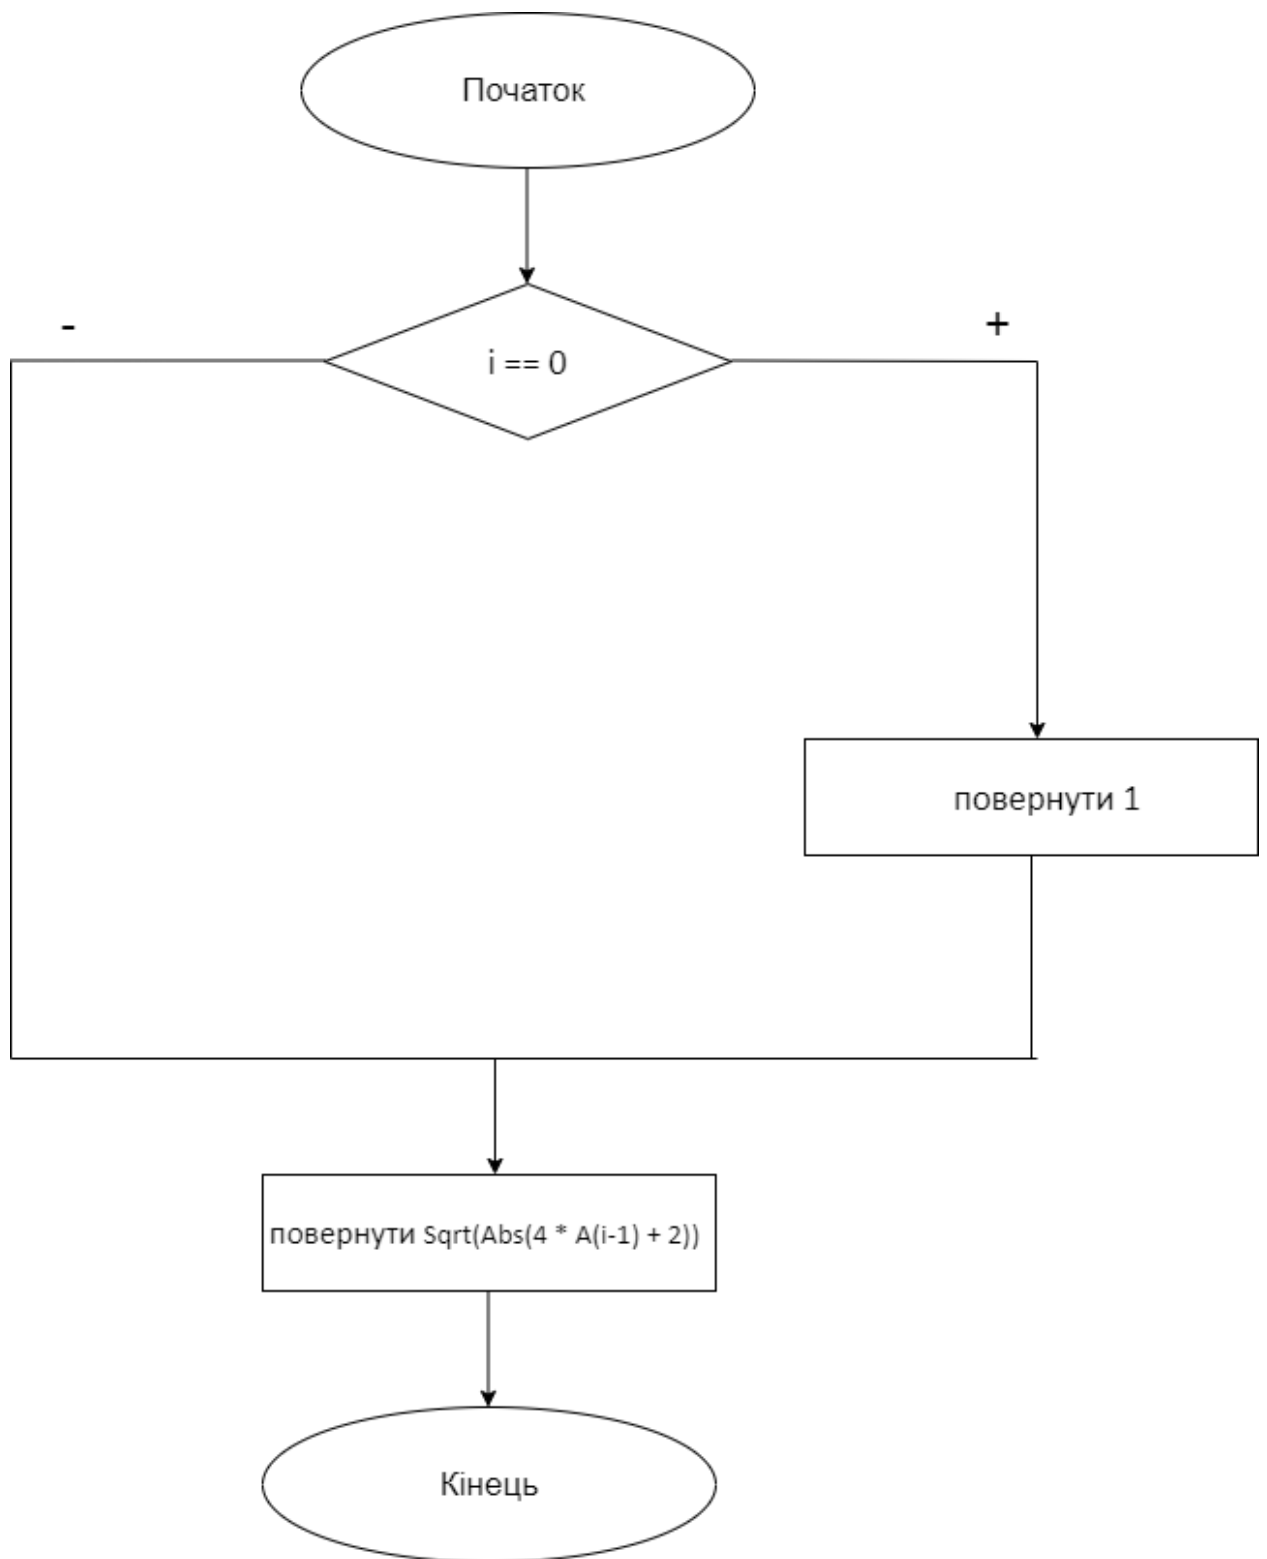 Початок
-
+
i == 0
повернути 1
повернути Sqrt(Abs(4 * A(i-1) + 2))
Кінець